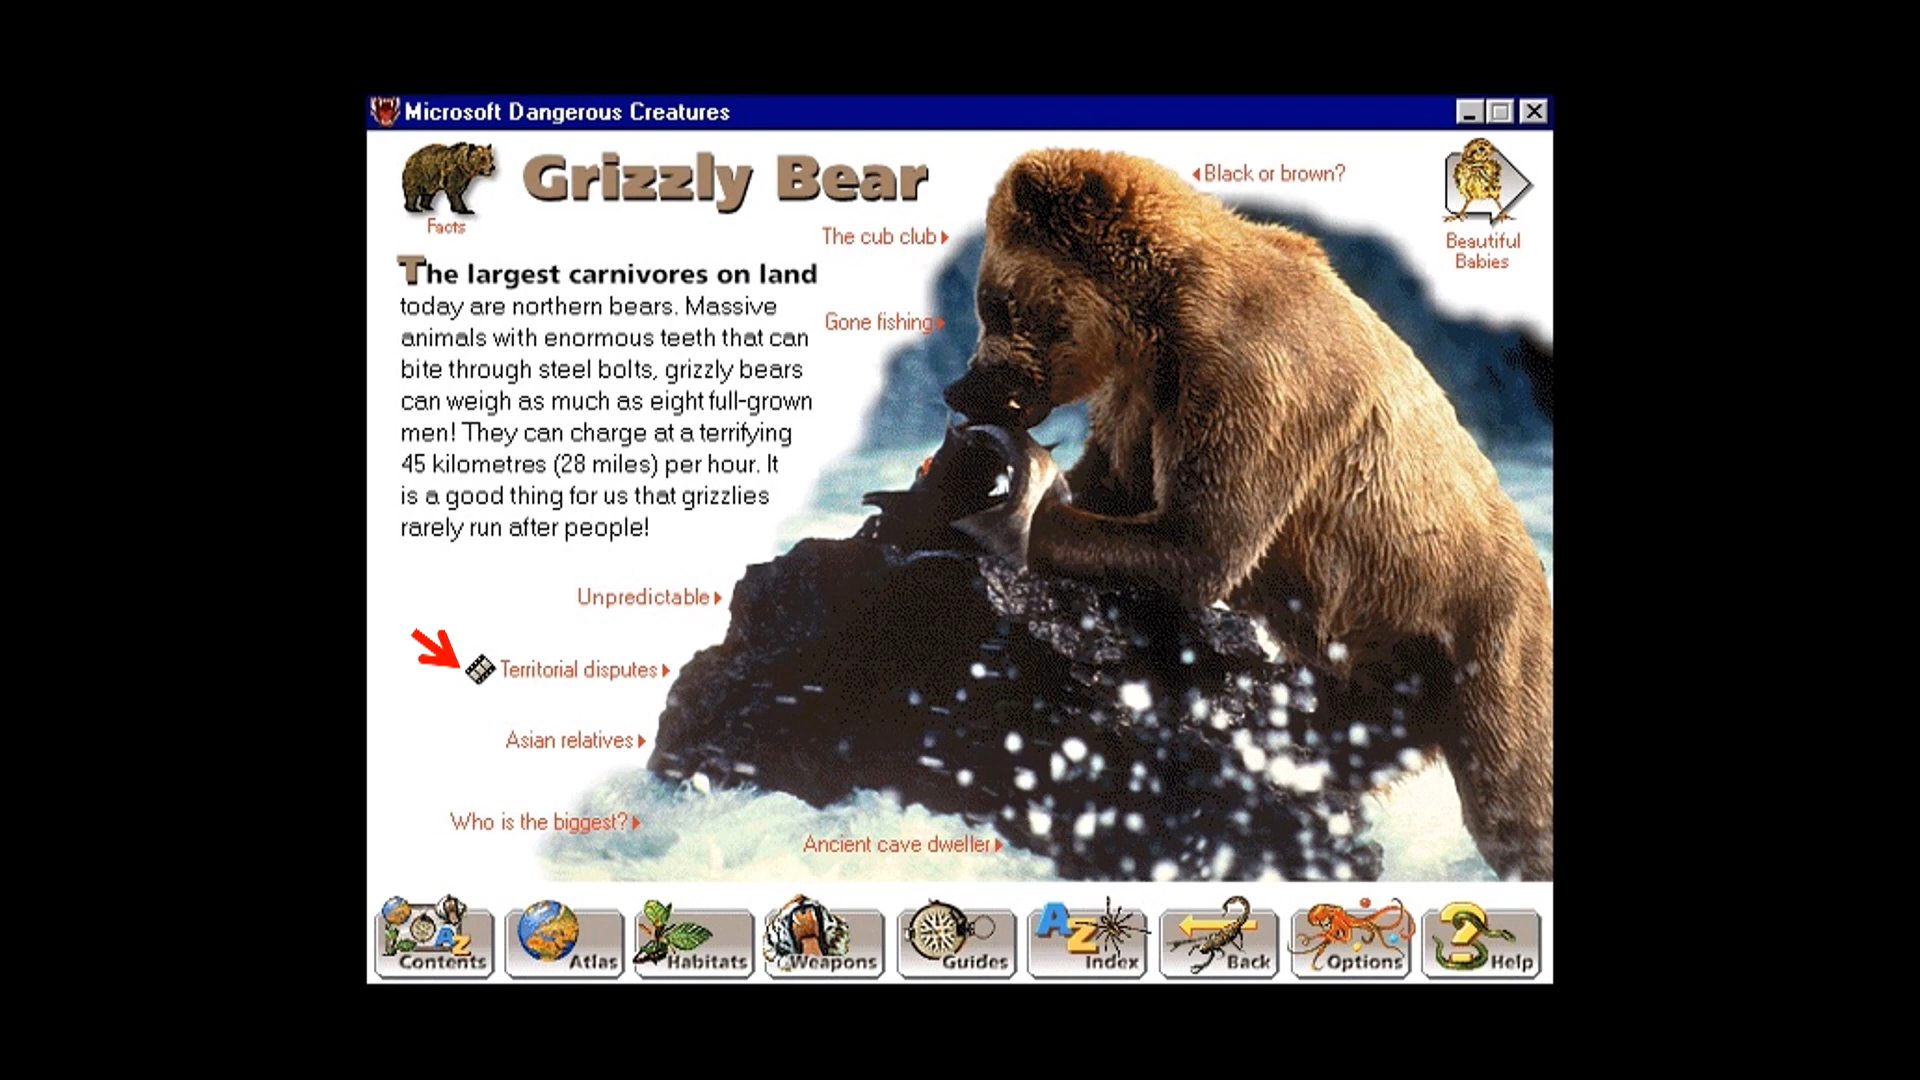 Microsoft Dangerous Creatures
Grizzly Bear
Facts
Black or brown?
Beautiful
Babies
The cub club
Gone fishing
The largest carnivores on land
today are northern bears. Massive
animals with enormous teeth that can
bite through steel bolts, grizzly bears
can weigh as much as eight full-grown
men! They can charge at a terrifying
45 kilometres (28 miles) per hour. It
is a good thing for us that grizzlies
rarely run after people!
Unpredictable
Territorial disputes
Asian relatives
Who is the biggest?
Ancient cave dweller
AZ
Contents
Atlas
Habitats
Weapons
Guides
AZ
Index
Back
Options
?
Help